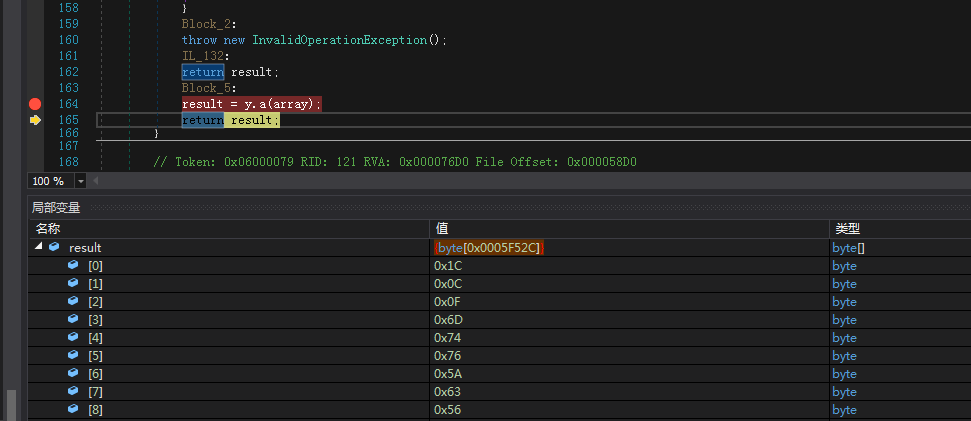 158 }
159 Block_2:
160 throw new InvalidOperationException();
161 IL_132:
162 return result;
163 Block_5:
164 result = y.a(array);
165 return result;
166 }
167
168 // Token: 0x06000079 RID: 121 RVA: 0x000076D0 File Offset: 0x000058D0
100 %
局部变量
名称 值 类型
result byte[0x0005F52C] byte[]
[0] 0x1C byte
[1] 0x0C byte
[2] 0x0F byte
[3] 0x6D byte
[4] 0x74 byte
[5] 0x76 byte
[6] 0x5A byte
[7] 0x63 byte
[8] 0x56 byte